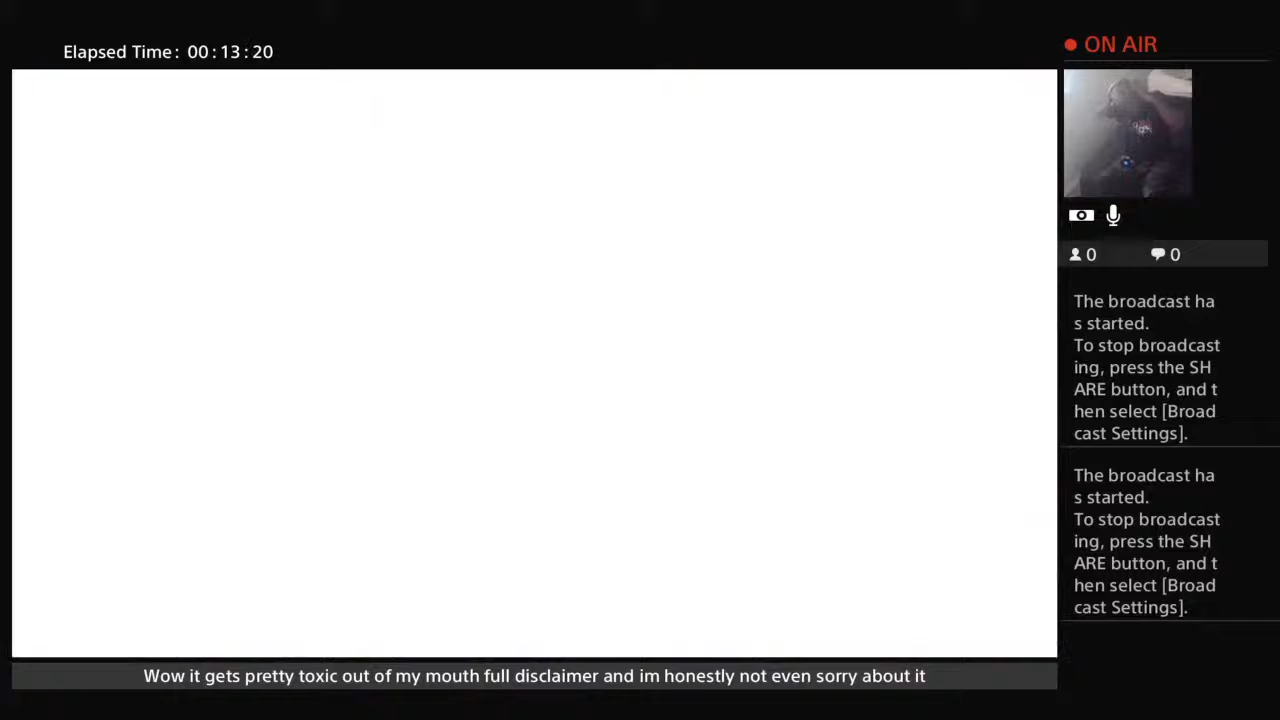 Elapsed Time: 00:13:20
ON AIR
0 0
The broadcast ha
s started.
To stop broadcast
ing, press the SH
ARE button, and t
hen select [Broad
cast Settings].
The broadcast ha
s started.
To stop broadcast
ing, press the SH
ARE button, and t
hen select [Broad
cast Settings].
Wow it gets pretty toxic out of my mouth full disclaimer and im honestly not even sorry about it